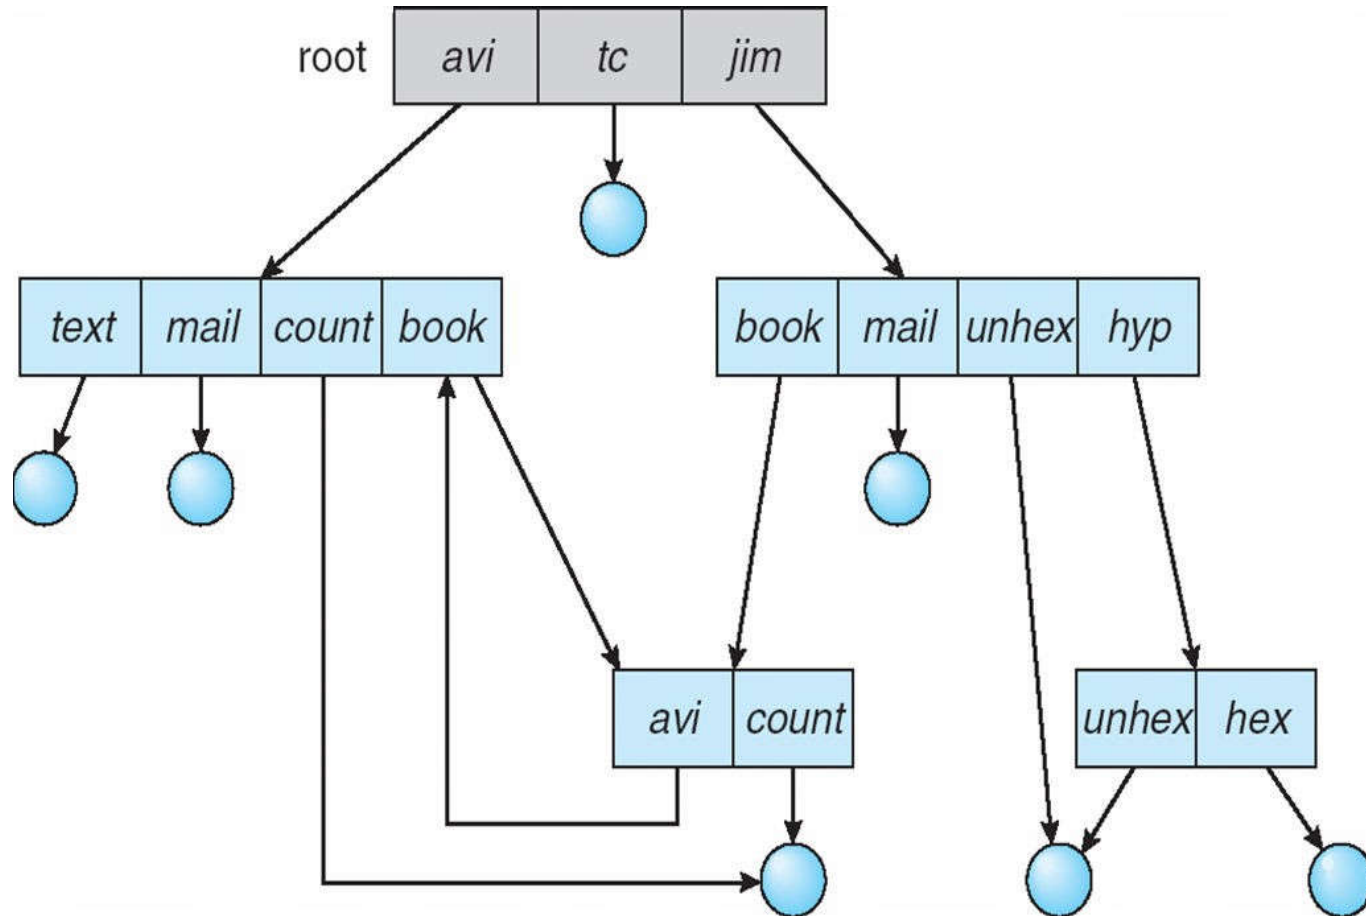 root avi tc jim
text mail count book
book mail unhex hyp
avi count
unhex hex